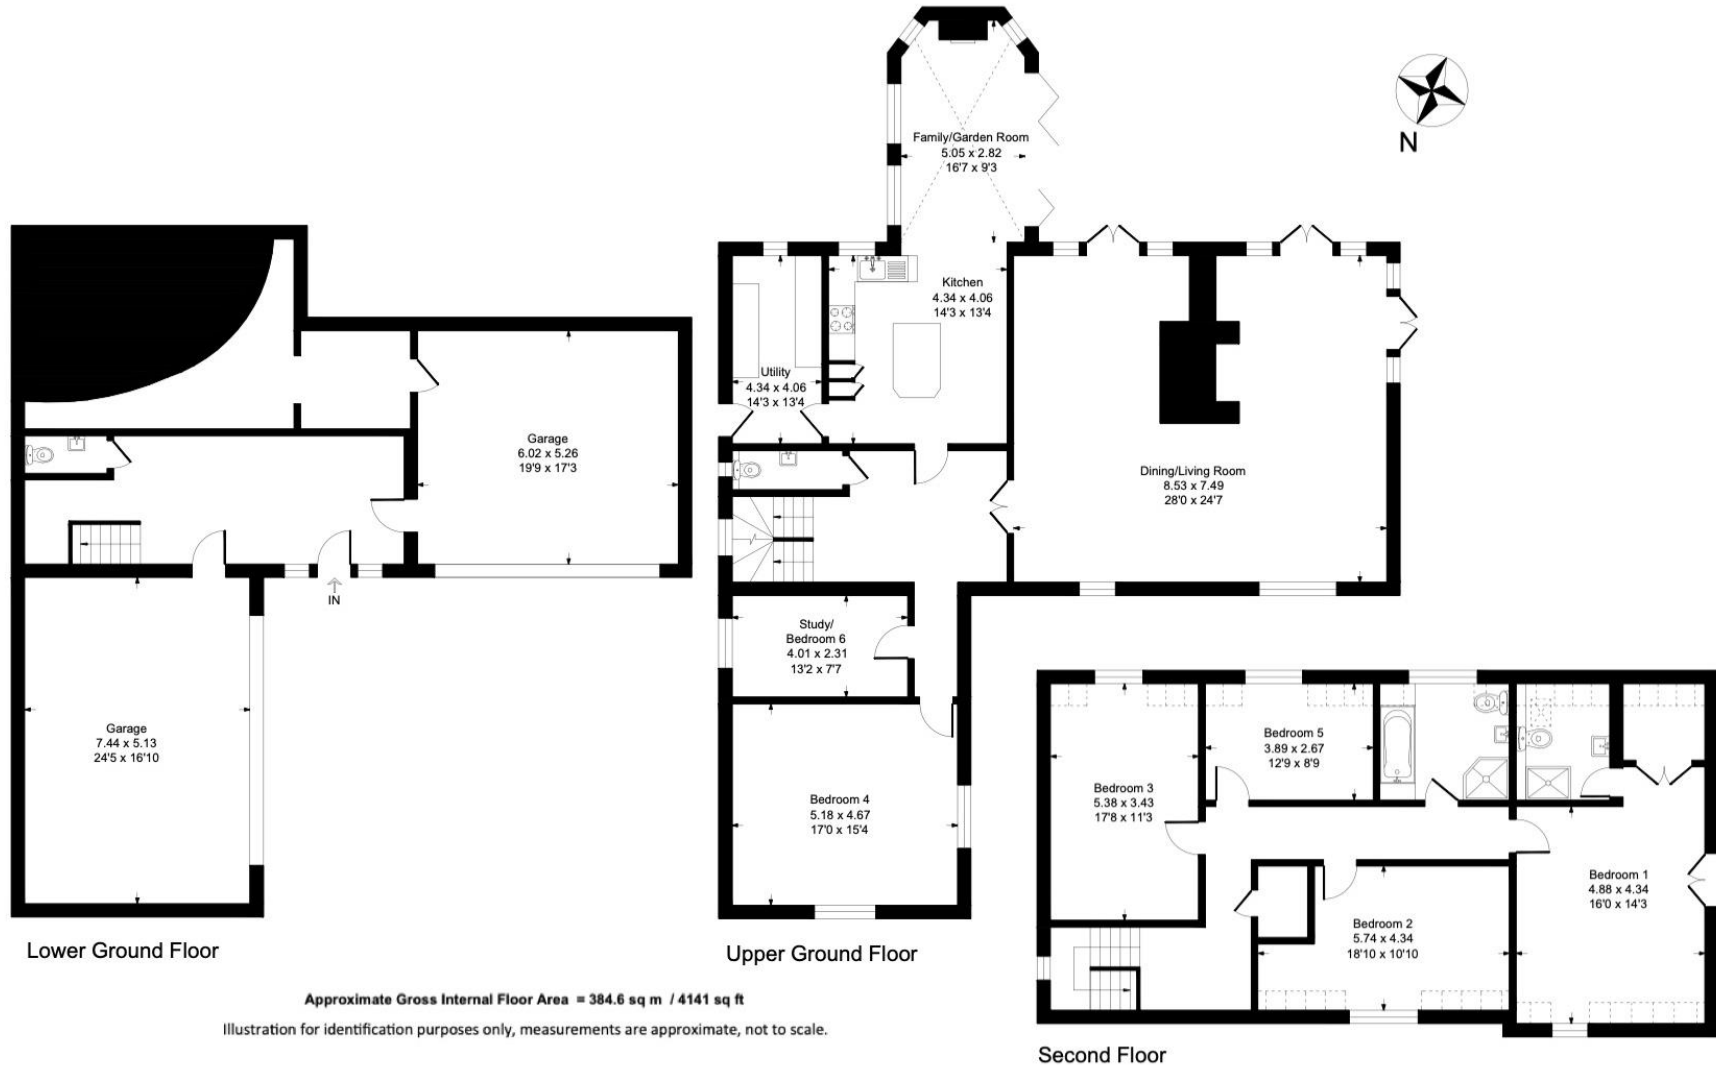 Family/Garden Room
5.05 x 2.82
16'7 x 9'3
N
Kitchen
4.34 x 4.06
14'3 x 13'4
Utility
4.34 x 4.06
14'3 x 13'4
Garage
6.02 x 5.26
19'9 x 17'3
Dining/Living Room
8.53 x 7.49
28'0 x 24'7
IN
Study/
Bedroom 6
4.01 x 2.31
13'2 x 7'7
Garage
7.44 x 5.13
24'5 x 16'10
Bedroom 4
5.18 x 4.67
17'0 x 15'4
Bedroom 5
3.89 x 2.67
12'9 x 8'9
Bedroom 3
5.38 x 3.43
17'8 x 11'3
Bedroom 1
4.88 x 4.34
16'0 x 14'3
Bedroom 2
5.74 x 4.34
18'10 x 10'10
Lower Ground Floor
Upper Ground Floor
Second Floor
Approximate Gross Internal Floor Area = 384.6 sq m / 4141 sq ft
Illustration for identification purposes only, measurements are approximate, not to scale.